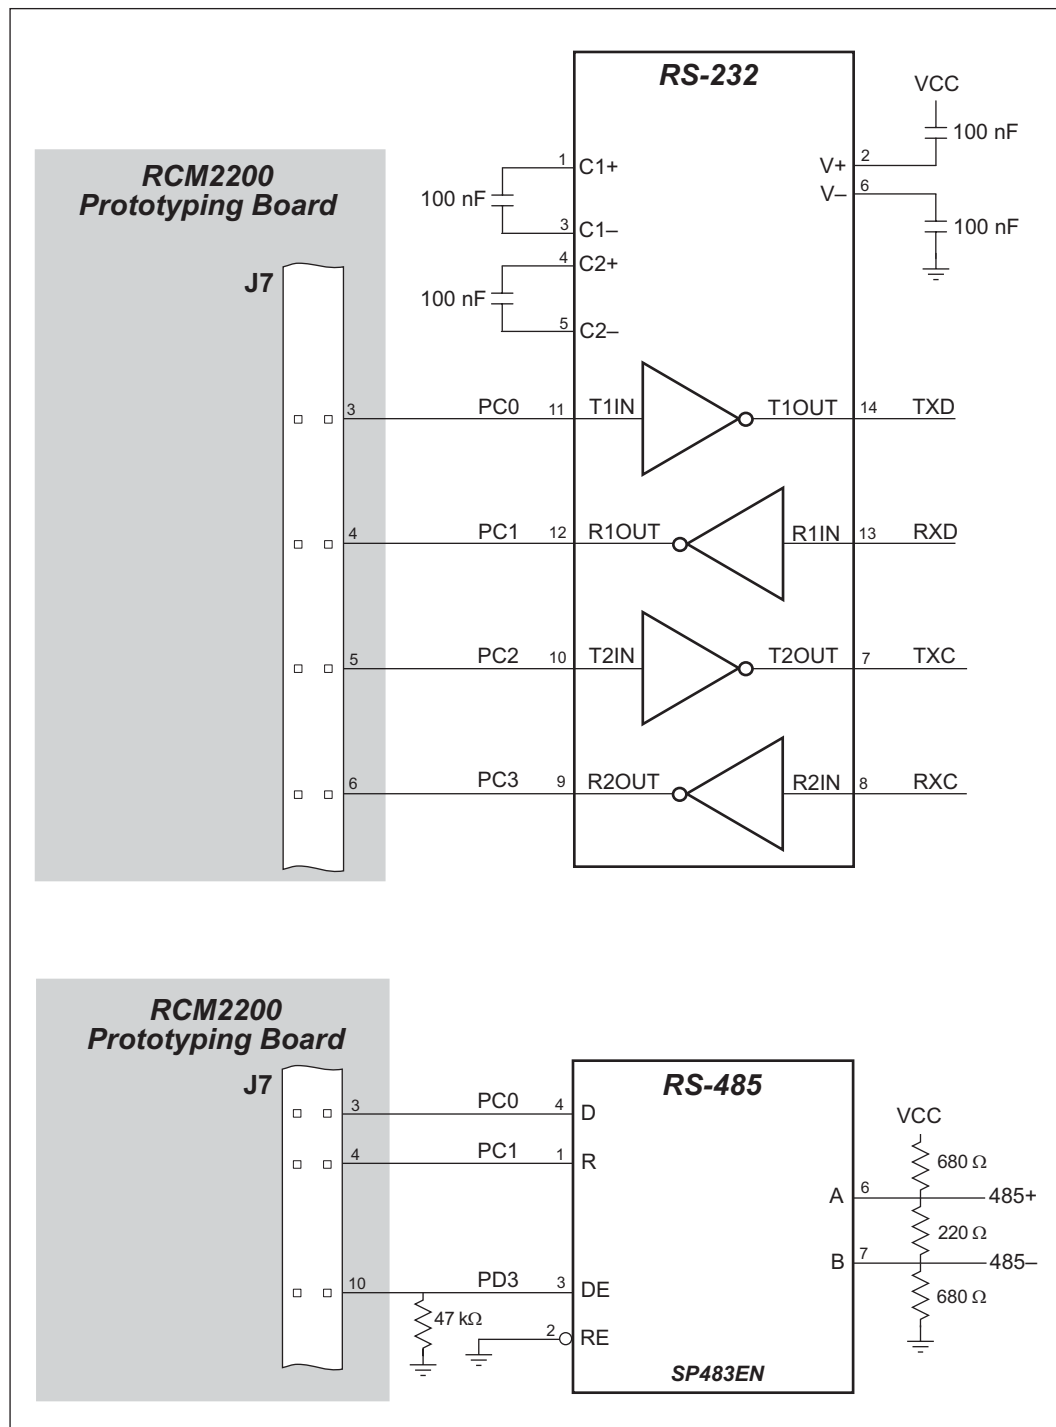 RS-232
VCC
100 nF
RCM2200
Prototyping Board
1 C1+
V+ 2
V– 6
100 nF
3 C1–
100 nF
4 C2+
J7
100 nF
5 C2–
3 PC0 11 T1IN T1OUT 14 TXD
4 PC1 12 R1OUT R1IN 13 RXD
5 PC2 10 T2IN T2OUT 7 TXC
6 PC3 9 R2OUT R2IN 8 RXC
RCM2200
Prototyping Board
J7
RS-485
3 PC0 4 D
VCC
4 PC1 1 R
680 Ω
A 6 485+
220 Ω
B 7 485–
10 PD3 3 DE
680 Ω
47 kΩ
2 RE
SP483EN